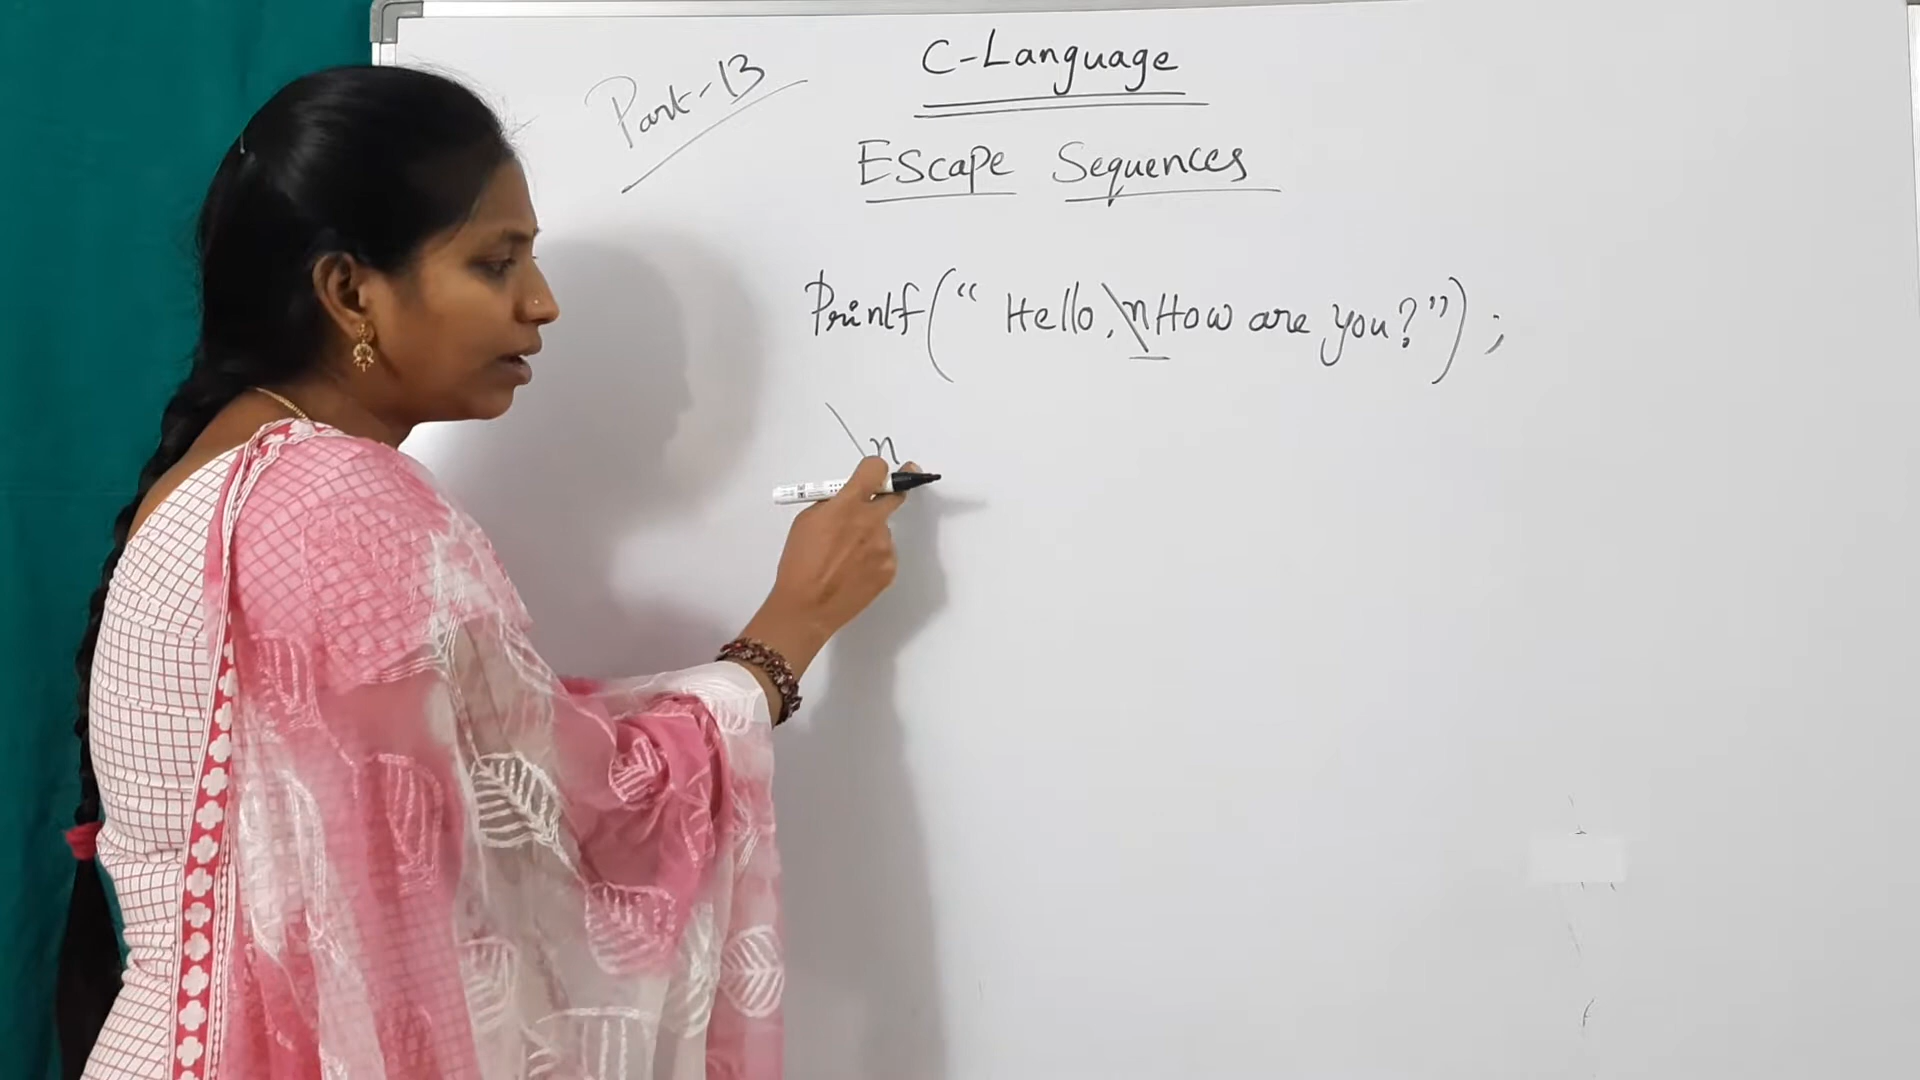 Part-13
C-Language
Escape Sequences
Printf(“ Hello,\nHow are you?”) ;
\n